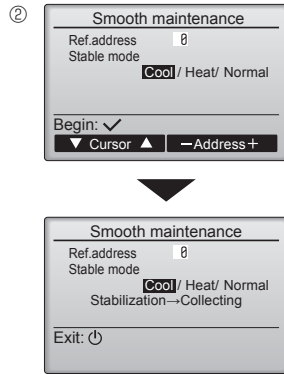 ②
Smooth maintenance
Ref.address 0
Stable mode
Cool / Heat/ Normal
Begin: ✓
▼ Cursor ▲ −Address+
Smooth maintenance
Ref.address 0
Stable mode
Cool / Heat/ Normal
Stabilization→Collecting
Exit: ⏻